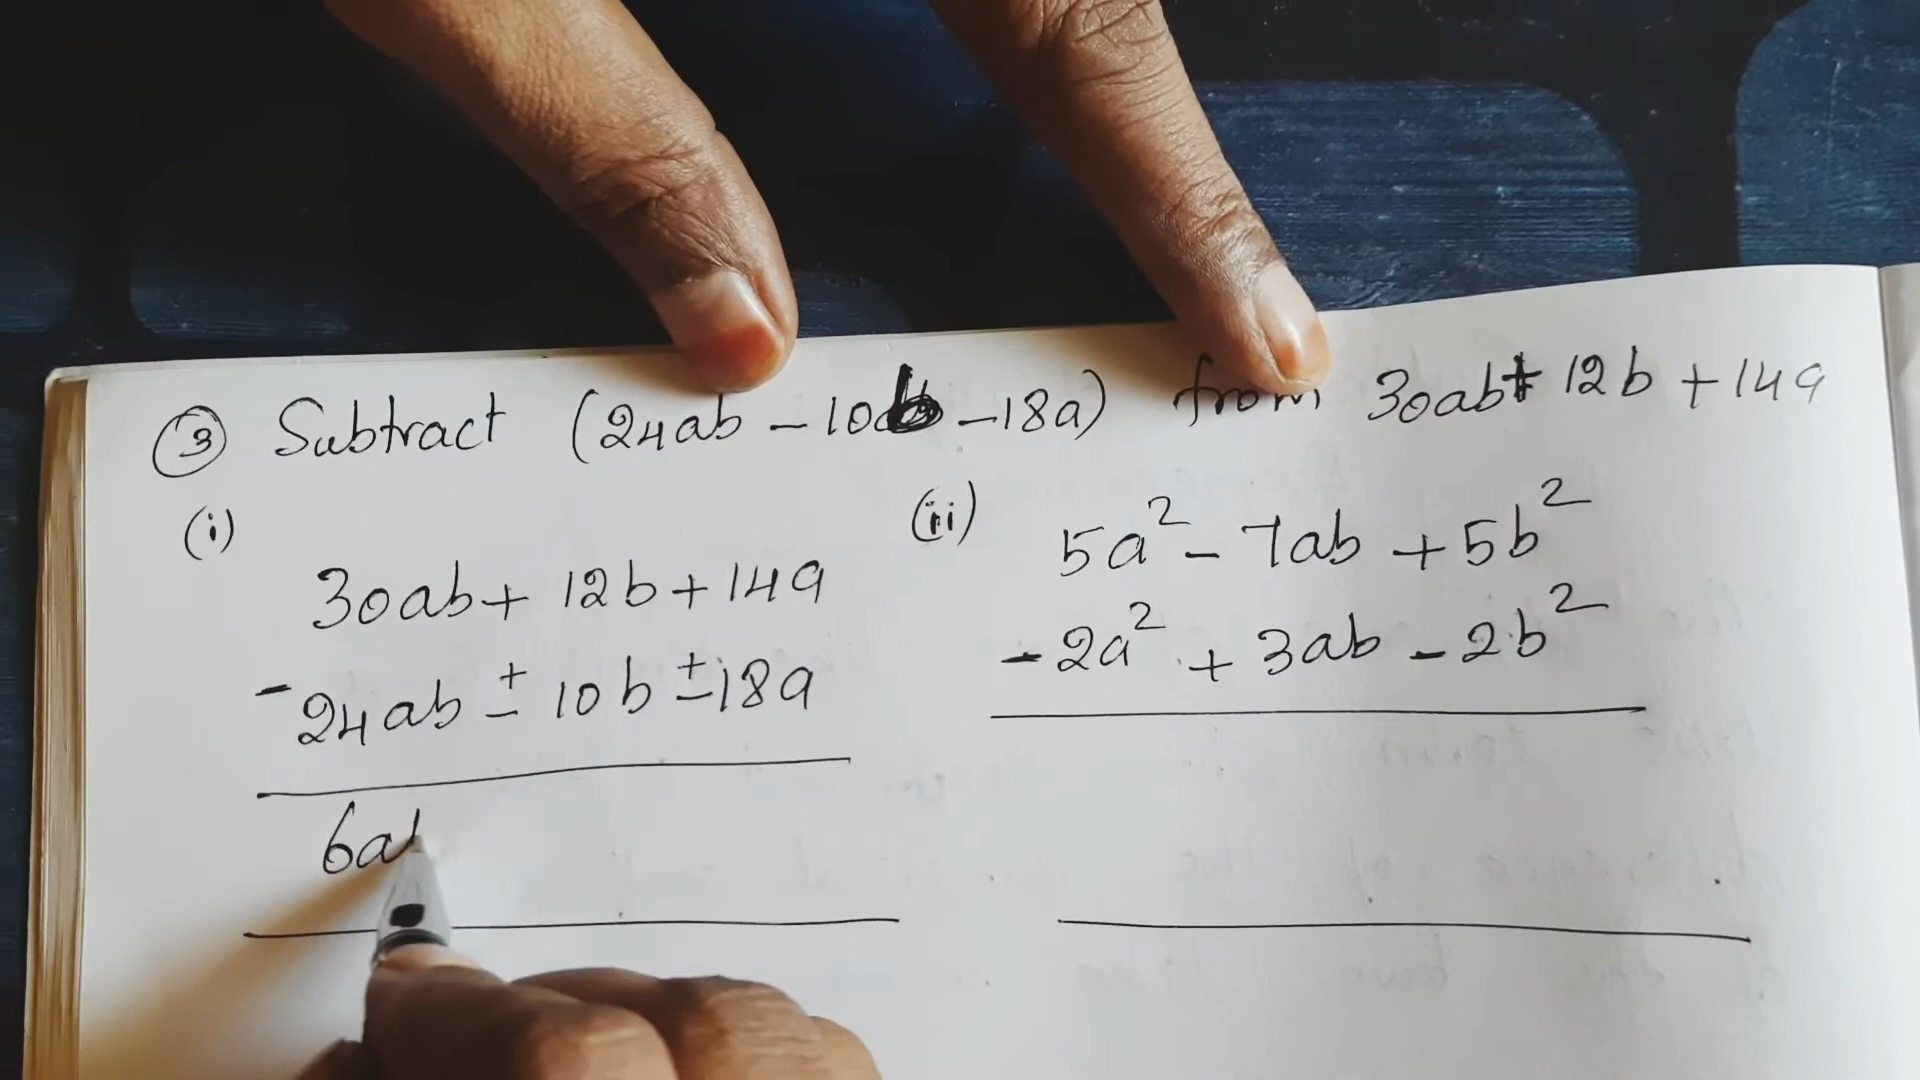 ③ Subtract (24ab - 10b - 18a) from 30ab + 12b + 14a
(i)
30ab + 12b + 14a
- 24ab ± 10b ± 18a
6ab
(ii)
5a² - 7ab + 5b²
- 2a² + 3ab - 2b²